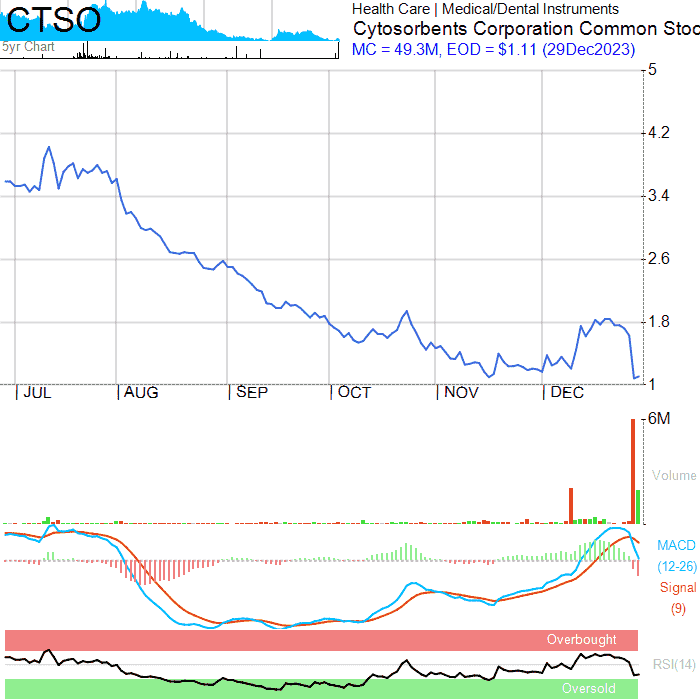 CTSO
5yr Chart
Health Care | Medical/Dental Instruments
Cytosorbents Corporation Common Stoc
MC = 49.3M, EOD = $1.11 (29Dec2023)
5
4.2
3.4
2.6
1.8
1
JUL AUG SEP OCT NOV DEC
6M
Volume
MACD
(12-26)
Signal
(9)
Overbought
RSI(14)
Oversold